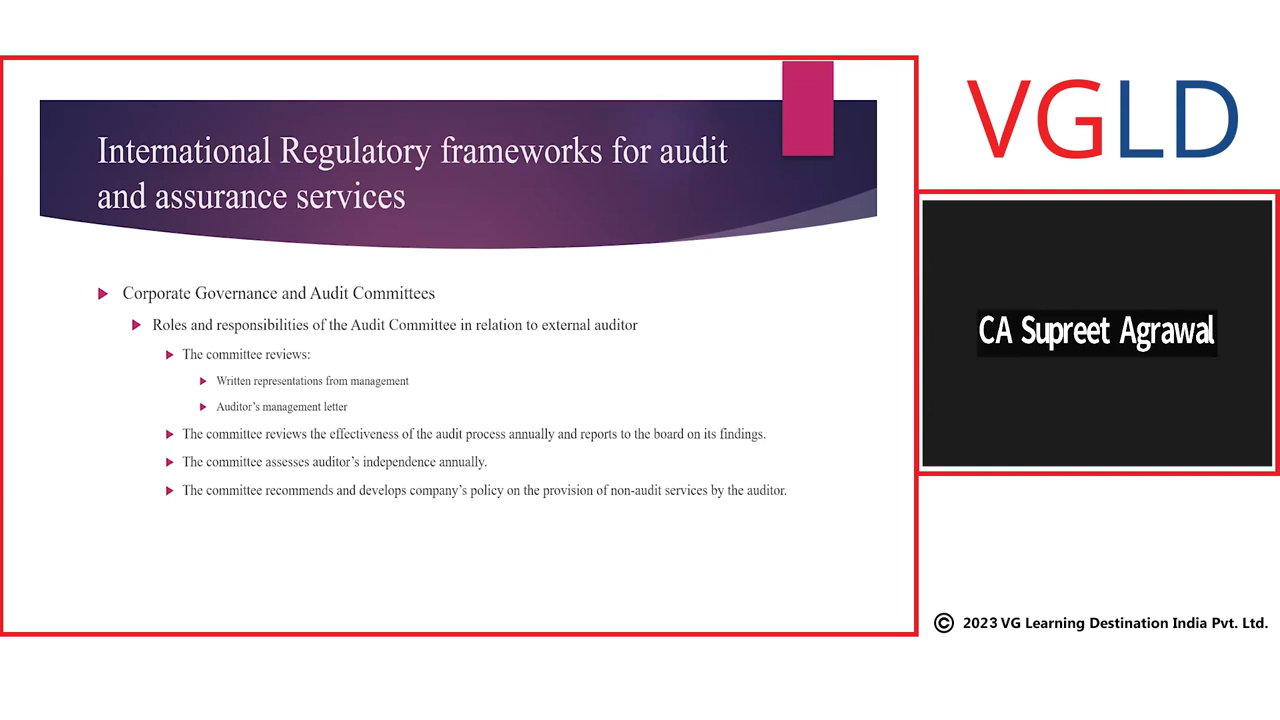 International Regulatory frameworks for audit
and assurance services
Corporate Governance and Audit Committees
Roles and responsibilities of the Audit Committee in relation to external auditor
The committee reviews:
Written representations from management
Auditor’s management letter
The committee reviews the effectiveness of the audit process annually and reports to the board on its findings.
The committee assesses auditor’s independence annually.
The committee recommends and develops company’s policy on the provision of non-audit services by the auditor.
VGLD
CA Supreet Agrawal
© 2023 VG Learning Destination India Pvt. Ltd.